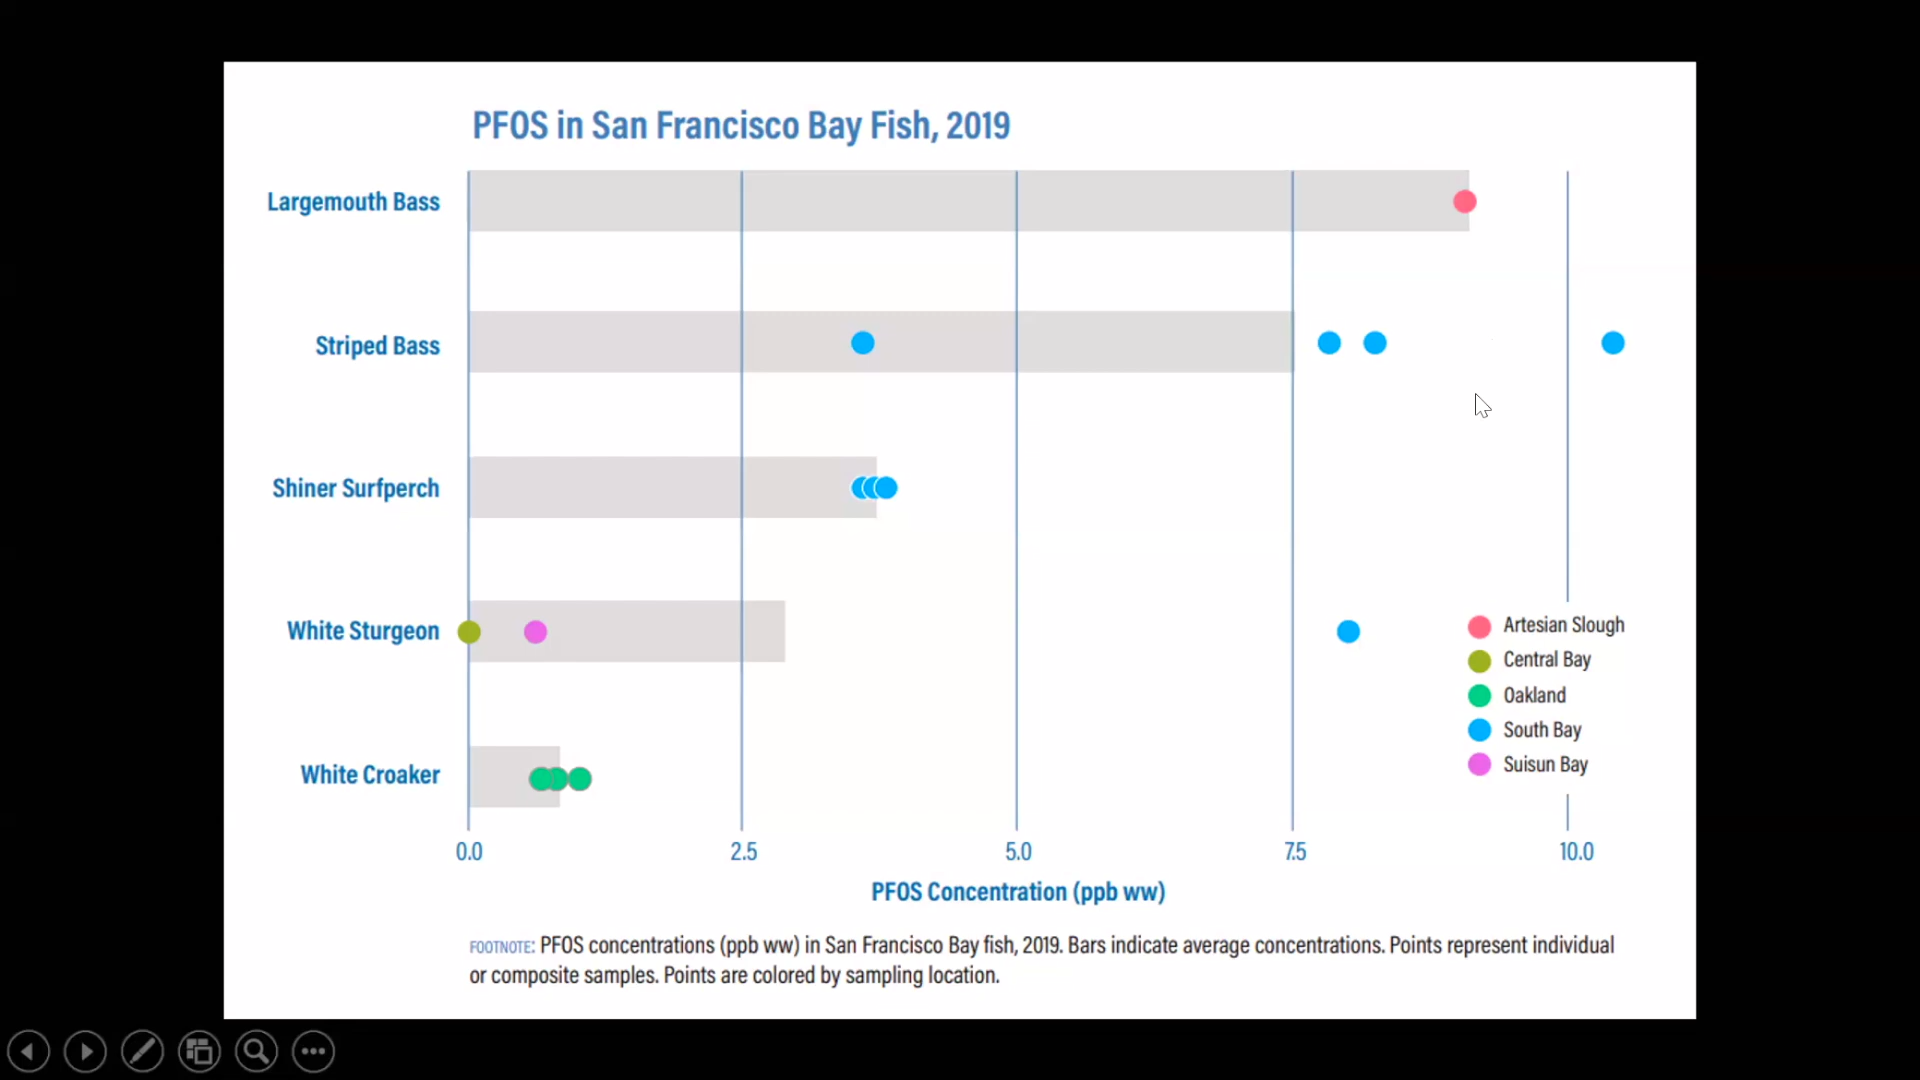 PFOS in San Francisco Bay Fish, 2019
Largemouth Bass
Striped Bass
Shiner Surfperch
White Sturgeon
White Croaker
Artesian Slough
Central Bay
Oakland
South Bay
Suisun Bay
0.0 2.5 5.0 7.5 10.0
PFOS Concentration (ppb ww)
FOOTNOTE: PFOS concentrations (ppb ww) in San Francisco Bay fish, 2019. Bars indicate average concentrations. Points represent individual
or composite samples. Points are colored by sampling location.